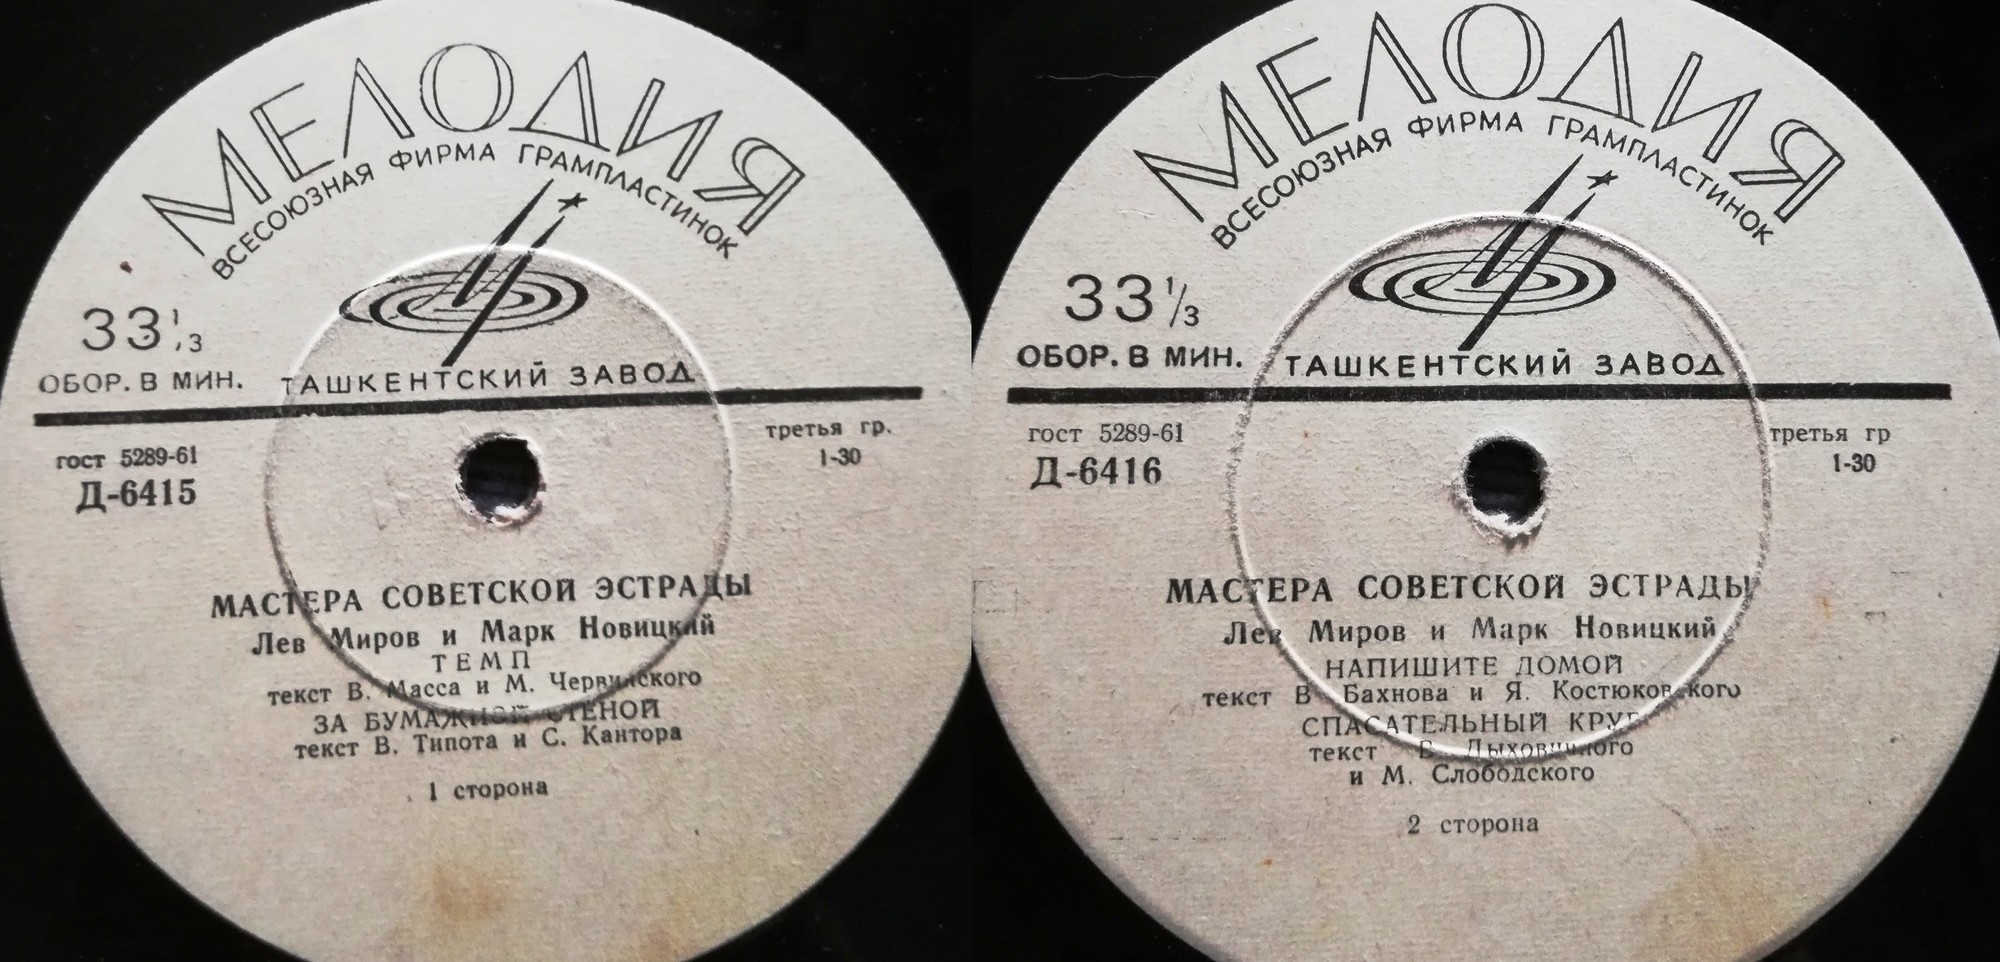 МЕЛОДИЯ
ВСЕСОЮЗНАЯ ФИРМА ГРАМПЛАСТИНОК
33 1/3
ОБОР. В МИН.
ТАШКЕНТСКИЙ ЗАВОД
гост 5289-61
Д-6415
третья гр.
1-30
МАСТЕРА СОВЕТСКОЙ ЭСТРАДЫ
Лев Миров и Марк Новицкий
ТЕМП
текст В. Масса и М. Червинского
ЗА БУМАЖНОЙ СТЕНОЙ
текст В. Типота и С. Кантора
1 сторона
МЕЛОДИЯ
ВСЕСОЮЗНАЯ ФИРМА ГРАМПЛАСТИНОК
33 1/3
ОБОР. В МИН.
ТАШКЕНТСКИЙ ЗАВОД
гост 5289-61
Д-6416
третья гр
1-30
МАСТЕРА СОВЕТСКОЙ ЭСТРАДЫ
Лев Миров и Марк Новицкий
НАПИШИТЕ ДОМОЙ
текст В. Бахнова и Я. Костюковского
СПАСАТЕЛЬНЫЙ КРУГ
текст В. Дыховичного
и М. Слободского
2 сторона